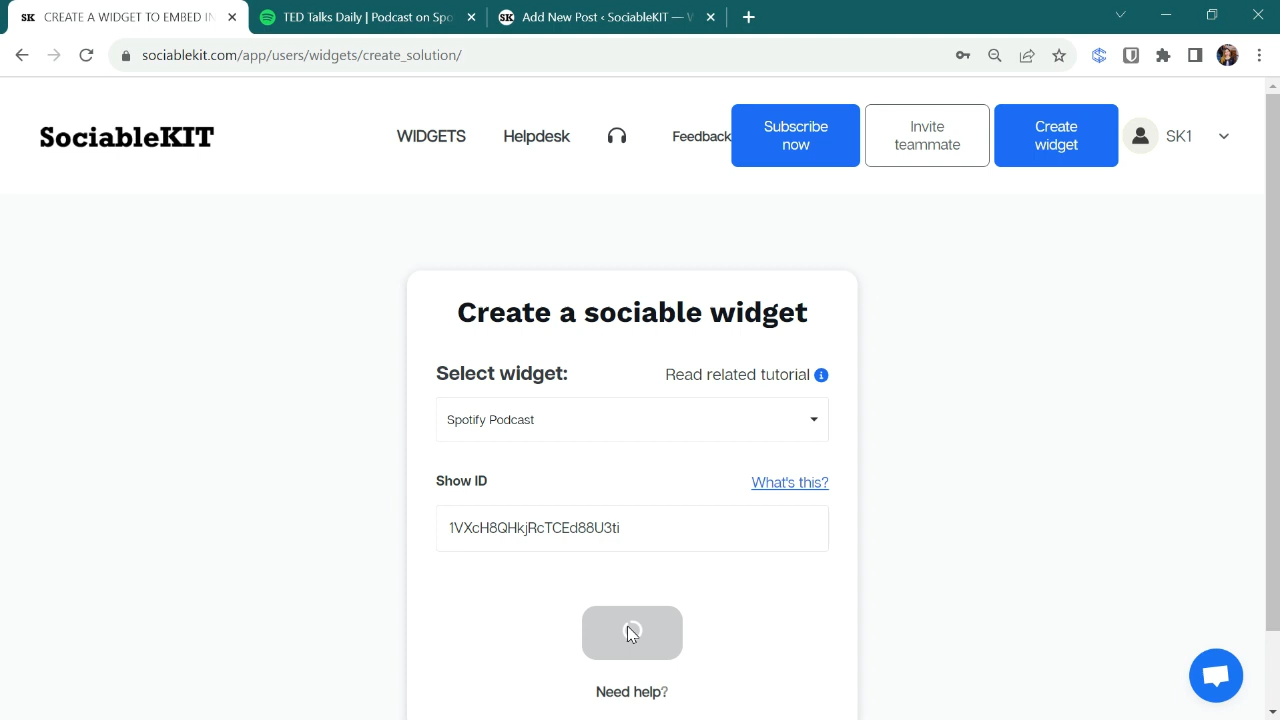 SK CREATE A WIDGET TO EMBED IN
TED Talks Daily | Podcast on Spo
SK Add New Post ‹ SociableKIT — W
sociablekit.com/app/users/widgets/create_solution/
SociableKIT
WIDGETS
Helpdesk
Feedback
Subscribe
now
Invite
teammate
Create
widget
SK1
Create a sociable widget
Select widget:
Read related tutorial
Spotify Podcast
Show ID
What's this?
1VXcH8QHkjRcTCEd88U3ti
Need help?